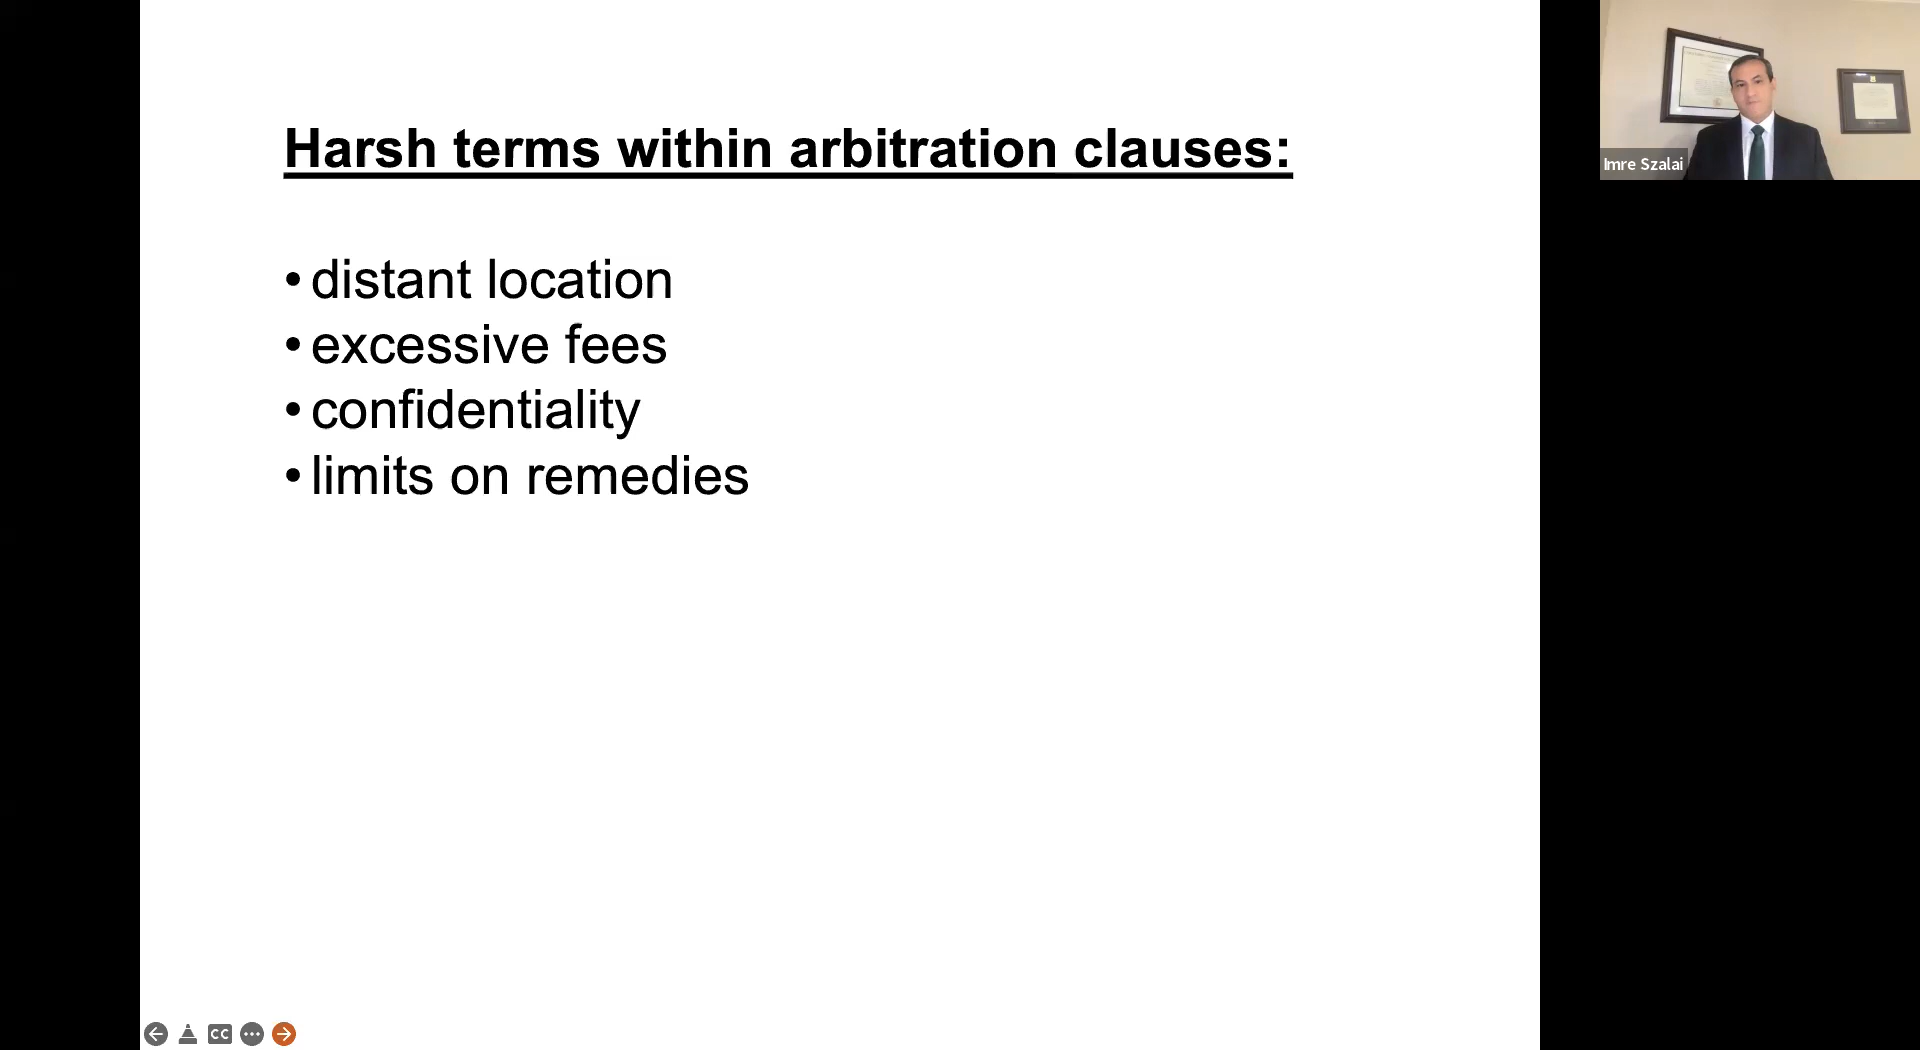 Harsh terms within arbitration clauses:
• distant location
• excessive fees
• confidentiality
• limits on remedies
Imre Szalai
CC